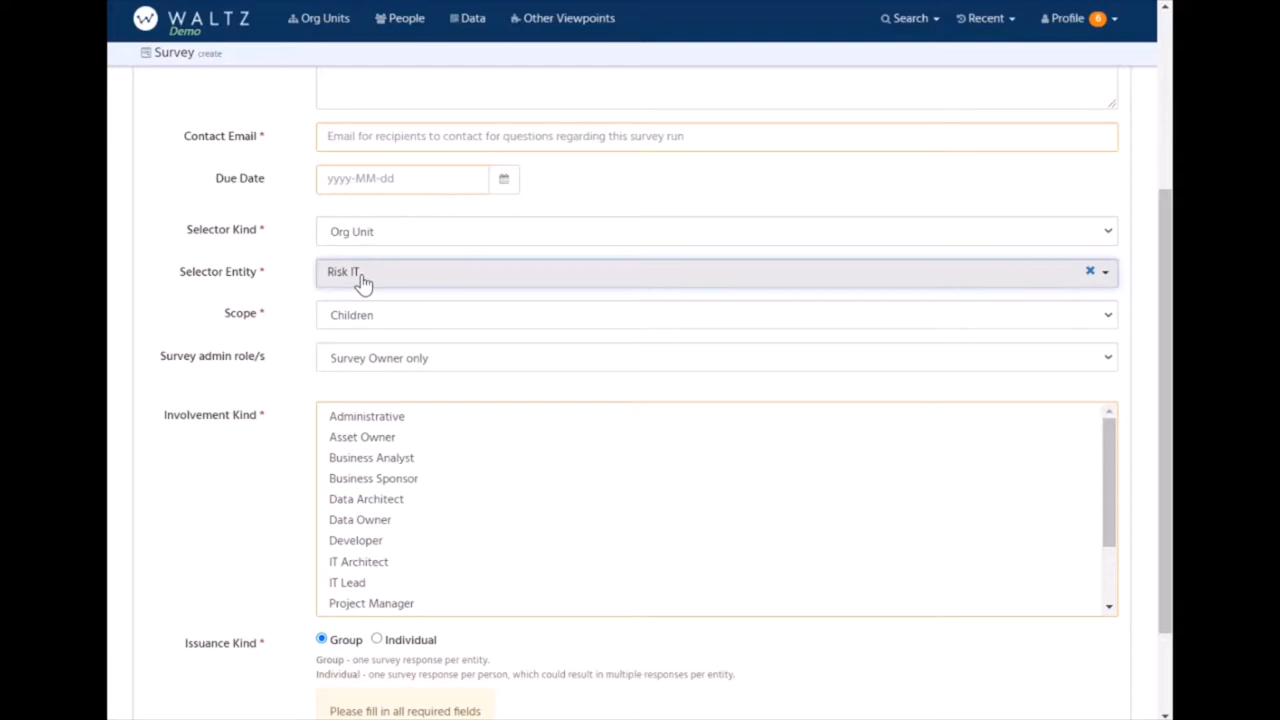 WALTZ
Demo
Org Units
People
Data
Other Viewpoints
Search
Recent
Profile 6
Survey create
Contact Email *
Email for recipients to contact for questions regarding this survey run
Due Date
yyyy-MM-dd
Selector Kind *
Org Unit
Selector Entity *
Risk IT
Scope *
Children
Survey admin role/s
Survey Owner only
Involvement Kind *
Administrative
Asset Owner
Business Analyst
Business Sponsor
Data Architect
Data Owner
Developer
IT Architect
IT Lead
Project Manager
Issuance Kind *
Group
Individual
Group - one survey response per entity.
Individual - one survey response per person, which could result in multiple responses per entity.
Please fill in all required fields